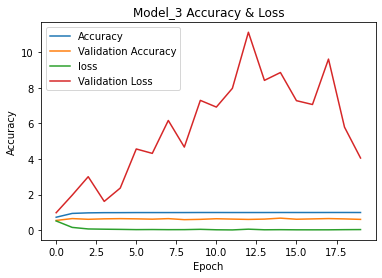 Model_3 Accuracy & Loss
Accuracy
Validation Accuracy
loss
Validation Loss
Accuracy
10
8
6
4
2
0
0.0 2.5 5.0 7.5 10.0 12.5 15.0 17.5
Epoch